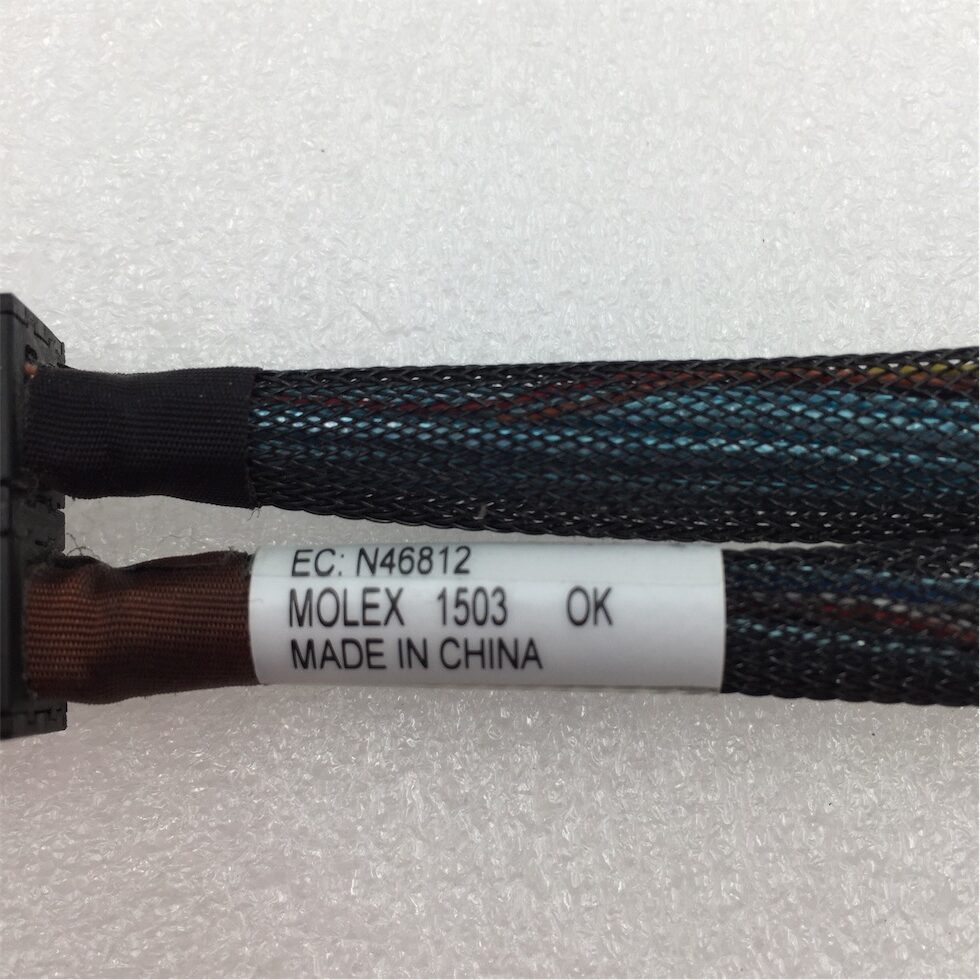 EC: N46812
MOLEX 1503 OK
MADE IN CHINA